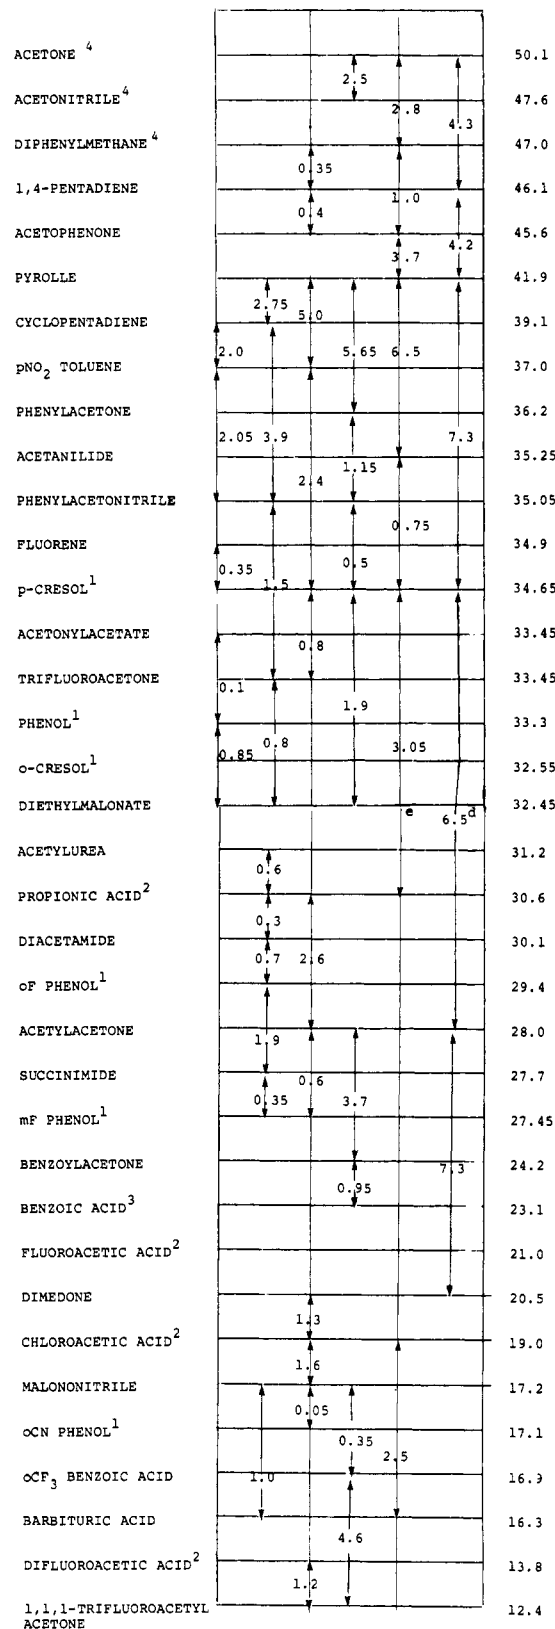 ACETONE 4 50.1
2.5
ACETONITRILE 4 47.6
2.8
4.3
DIPHENYLMETHANE 4 47.0
0.35
1,4-PENTADIENE 46.1
0.4 1.0
ACETOPHENONE 45.6
3.7 4.2
PYROLLE 41.9
2.75 5.0
CYCLOPENTADIENE 39.1
2.0 5.65 6.5
pNO2 TOLUENE 37.0
PHENYLACETONE 36.2
2.05 3.9 7.3
ACETANILIDE 35.25
2.4 1.15
PHENYLACETONITRILE 35.05
0.75
FLUORENE 34.9
0.35 1.5 0.5
p-CRESOL 1 34.65
ACETONYLACETATE 33.45
0.8
TRIFLUOROACETONE 33.45
0.1 1.9
PHENOL 1 33.3
0.85 0.8 3.05
o-CRESOL 1 32.55
DIETHYLMALONATE 32.45
e 6.5 d
ACETYLUREA 31.2
0.6
PROPIONIC ACID 2 30.6
0.3
DIACETAMIDE 30.1
0.7 2.6
oF PHENOL 1 29.4
ACETYLACETONE 28.0
1.9
SUCCINIMIDE 27.7
0.35 0.6 3.7
mF PHENOL 1 27.45
BENZOYLACETONE 24.2
0.95 7.3
BENZOIC ACID 3 23.1
FLUOROACETIC ACID 2 21.0
DIMEDONE 20.5
1.3
CHLOROACETIC ACID 2 19.0
1.6
MALONONITRILE 17.2
0.05
oCN PHENOL 1 17.1
0.35 2.5
oCF3 BENZOIC ACID 16.9
1.0
BARBITURIC ACID 16.3
4.6
DIFLUOROACETIC ACID 2 13.8
1.2
1,1,1-TRIFLUOROACETYL 12.4
ACETONE